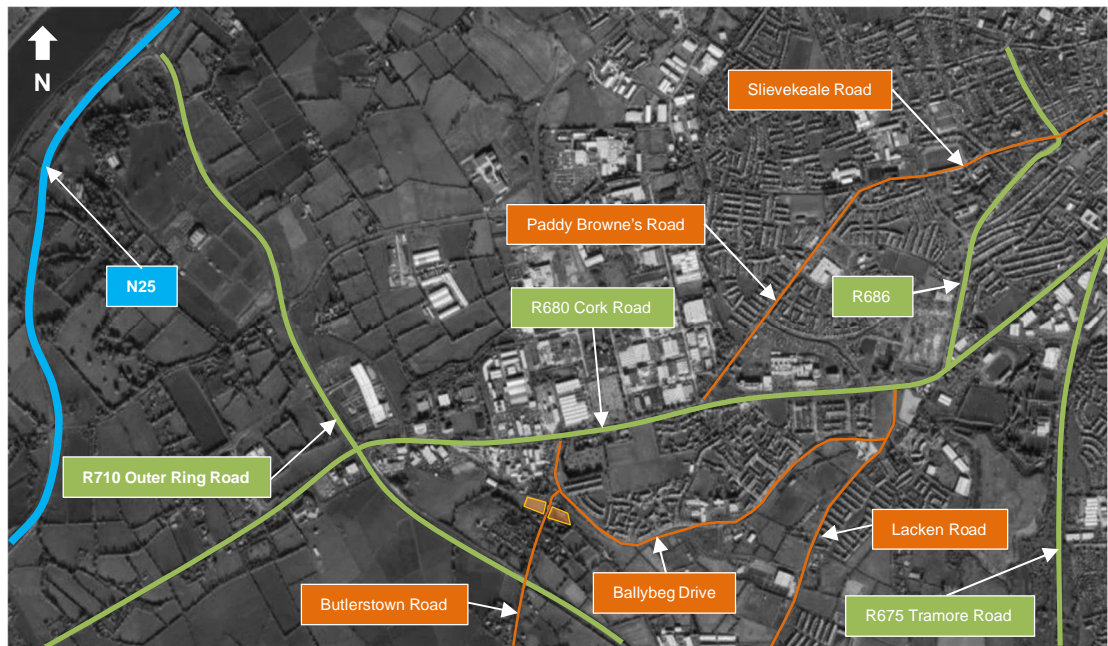 N
Slievekeale Road
Paddy Browne's Road
N25
R680 Cork Road
R686
R710 Outer Ring Road
Lacken Road
Ballybeg Drive
Butlerstown Road
R675 Tramore Road